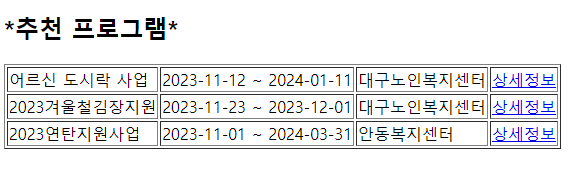 *추천 프로그램*
어르신 도시락 사업 2023-11-12 ~ 2024-01-11 대구노인복지센터 상세정보
2023겨울철김장지원 2023-11-23 ~ 2023-12-01 대구노인복지센터 상세정보
2023연탄지원사업 2023-11-01 ~ 2024-03-31 안동복지센터 상세정보